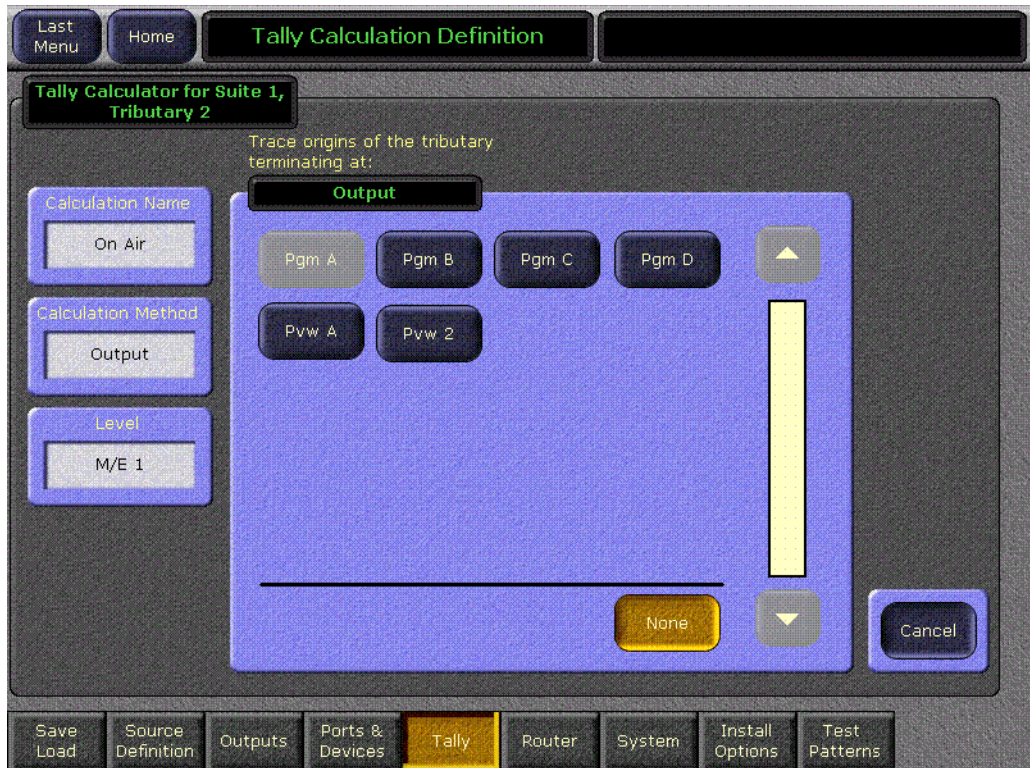 Last
Menu
Home
Tally Calculation Definition
Tally Calculator for Suite 1,
Tributary 2
Trace origins of the tributary
terminating at:
Output
Calculation Name
On Air
Calculation Method
Output
Level
M/E 1
Pgm A
Pgm B
Pgm C
Pgm D
Pvw A
Pvw 2
None
Cancel
Save
Load
Source
Definition
Outputs
Ports &
Devices
Tally
Router
System
Install
Options
Test
Patterns